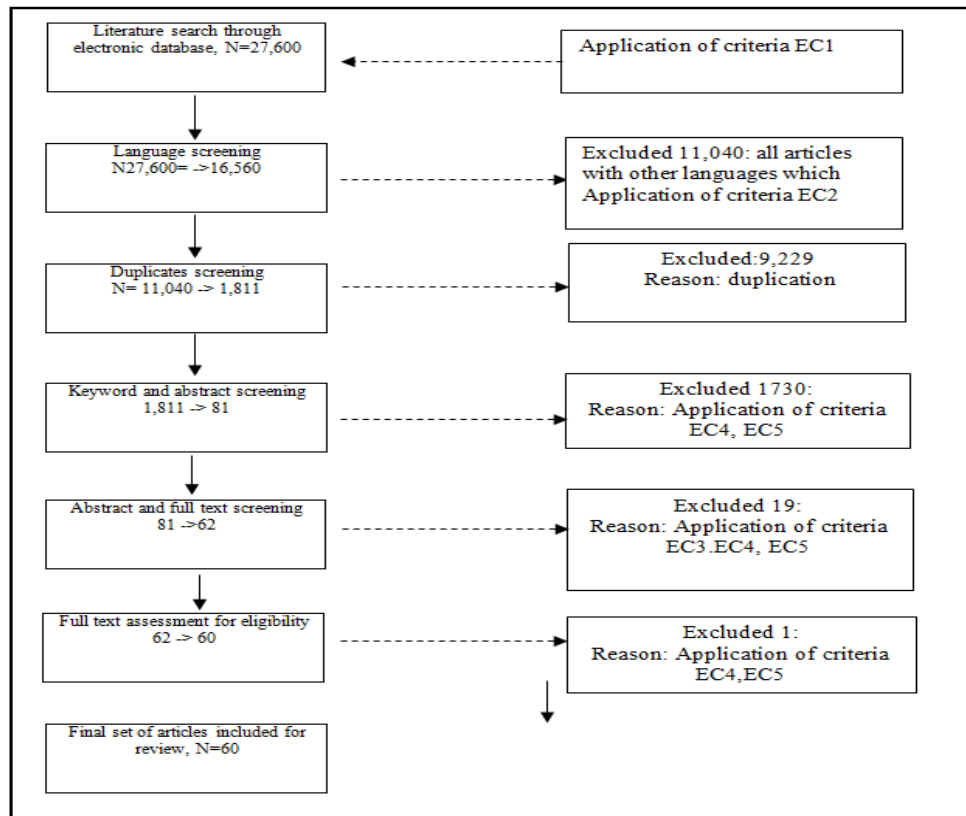 Literature search through
electronic database, N=27,600
Application of criteria EC1
Language screening
N27,600= ->16,560
Excluded 11,040: all articles
with other languages which
Application of criteria EC2
Duplicates screening
N= 11,040 -> 1,811
Excluded:9,229
Reason: duplication
Keyword and abstract screening
1,811 -> 81
Excluded 1730:
Reason: Application of criteria
EC4, EC5
Abstract and full text screening
81 ->62
Excluded 19:
Reason: Application of criteria
EC3.EC4, EC5
Full text assessment for eligibility
62 -> 60
Excluded 1:
Reason: Application of criteria
EC4,EC5
Final set of articles included for
review, N=60